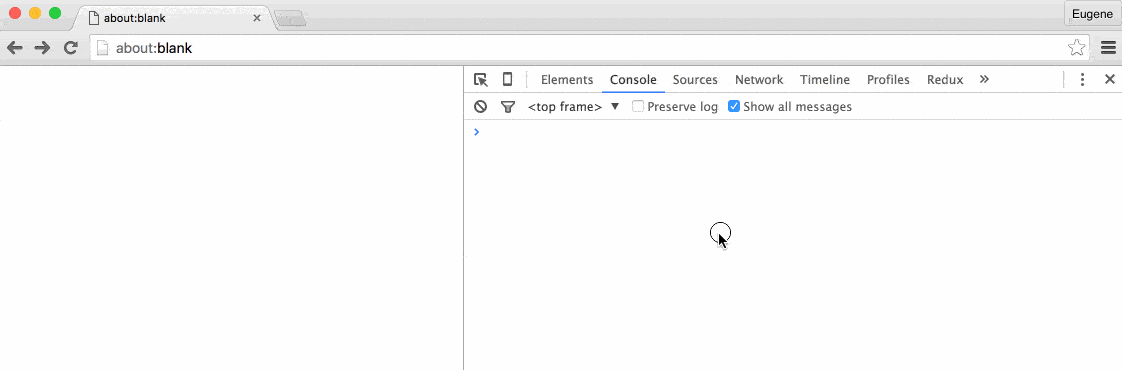 about:blank
Eugene
about:blank
Elements Console Sources Network Timeline Profiles Redux »
<top frame> ▼ Preserve log Show all messages